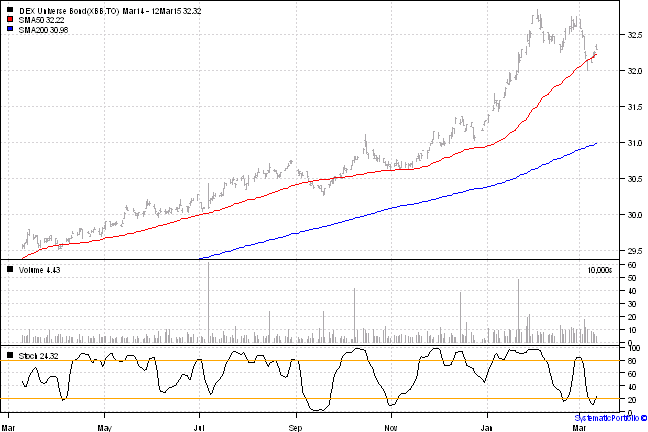 DEX Universe Bond(XBB.TO) Mar14 - 12Mar15 32.32
SMA50 32.22
SMA200 30.98
32.5
32.0
31.5
31.0
30.5
30.0
29.5
Volume 4.43
10,000s
60
50
40
30
20
10
0
Stoch 24.32
100
80
60
40
20
0
Mar May Jul Sep Nov Jan Mar
SystematicPortfolio ©